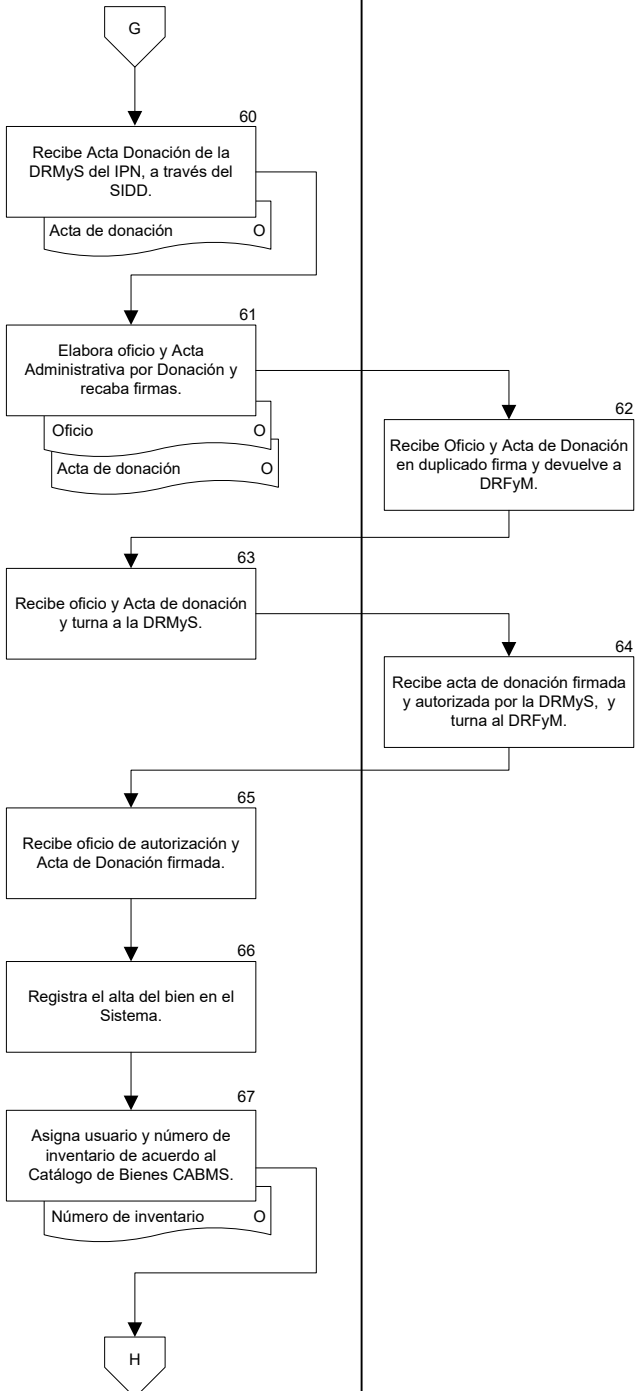 G
60
Recibe Acta Donación de la
DRMyS del IPN, a través del
SIDD.
Acta de donación O
61
Elabora oficio y Acta
Administrativa por Donación y
recaba firmas.
Oficio O
Acta de donación O
62
Recibe Oficio y Acta de Donación
en duplicado firma y devuelve a
DRFyM.
63
Recibe oficio y Acta de donación
y turna a la DRMyS.
64
Recibe acta de donación firmada
y autorizada por la DRMyS, y
turna al DRFyM.
65
Recibe oficio de autorización y
Acta de Donación firmada.
66
Registra el alta del bien en el
Sistema.
67
Asigna usuario y número de
inventario de acuerdo al
Catálogo de Bienes CABMS.
Número de inventario O
H